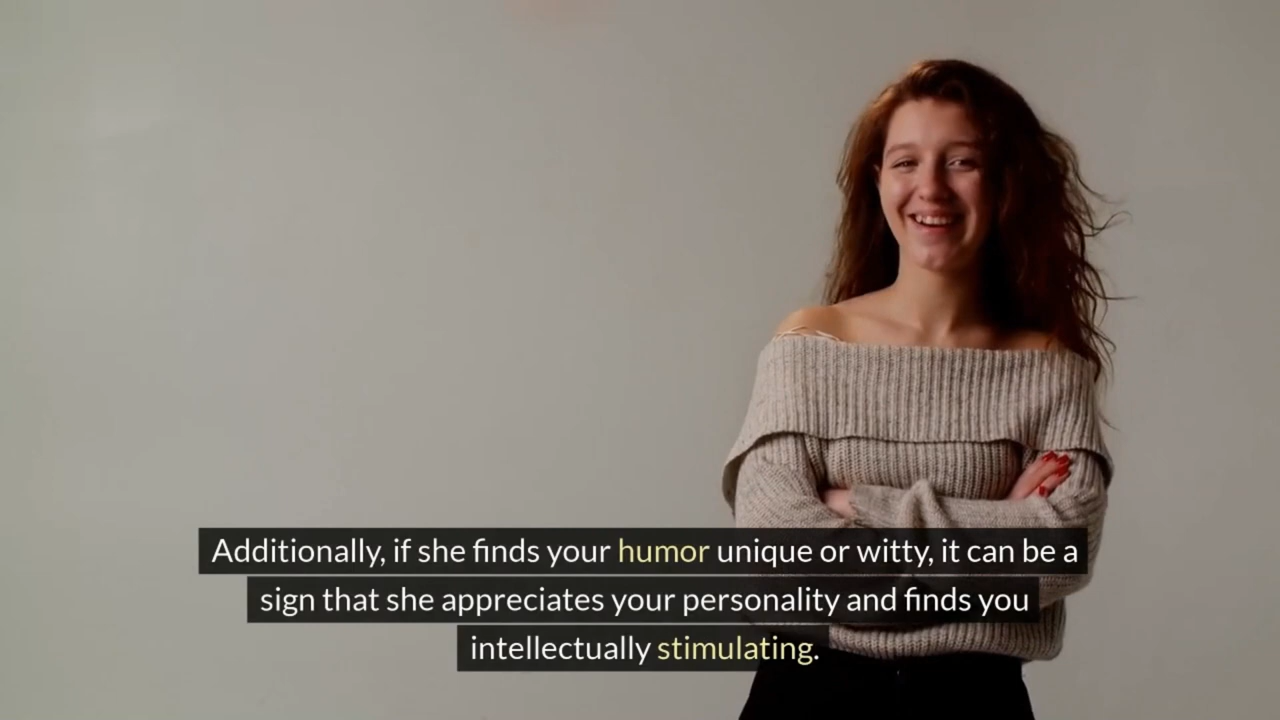 Additionally, if she finds your humor unique or witty, it can be a
sign that she appreciates your personality and finds you
intellectually stimulating.